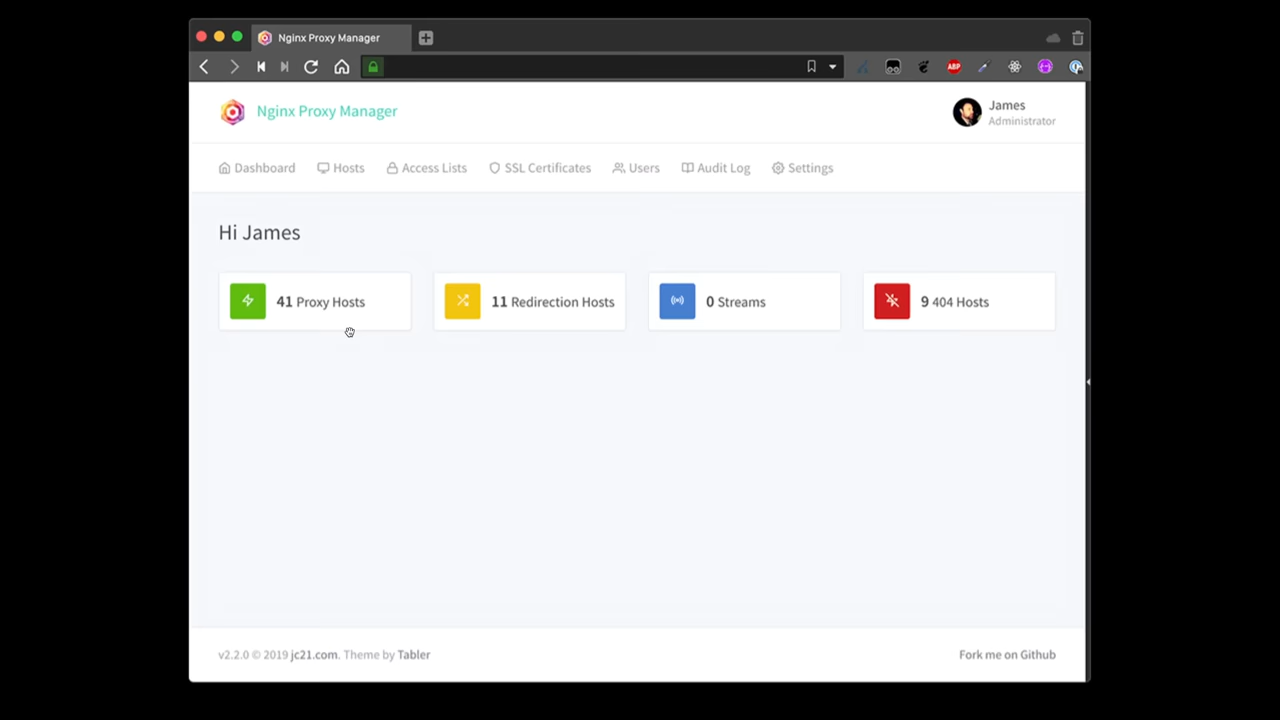 Nginx Proxy Manager
ABP
Nginx Proxy Manager
James
Administrator
Dashboard Hosts Access Lists SSL Certificates Users Audit Log Settings
Hi James
41 Proxy Hosts 11 Redirection Hosts 0 Streams 9 404 Hosts
v2.2.0 © 2019 jc21.com. Theme by Tabler Fork me on Github